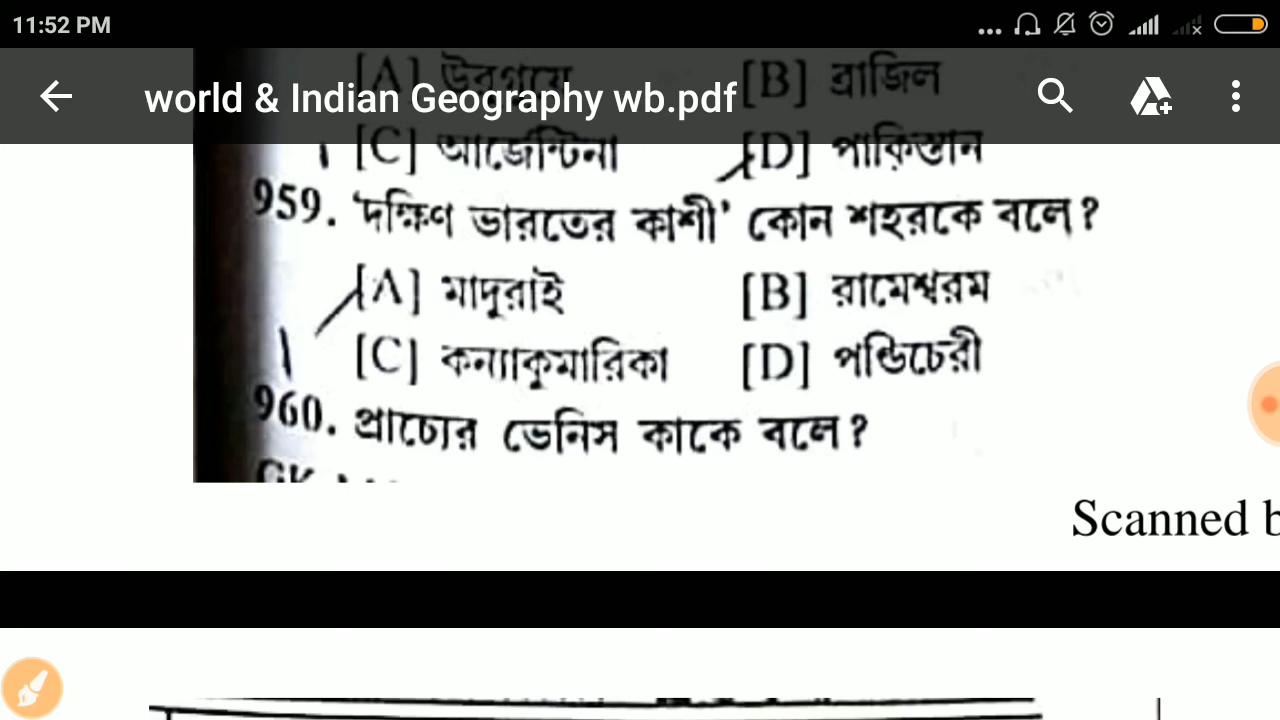 11:52 PM
world & Indian Geography wb.pdf
[A] উরুগুয়ে [B] ব্রাজিল
[C] আর্জেন্টিনা [D] পাকিস্তান
959. 'দক্ষিণ ভারতের কাশী' কোন শহরকে বলে?
[A] মাদুরাই [B] রামেশ্বরম
[C] কন্যাকুমারিকা [D] পন্ডিচেরী
960. প্রাচ্যের ভেনিস কাকে বলে?
Scanned b